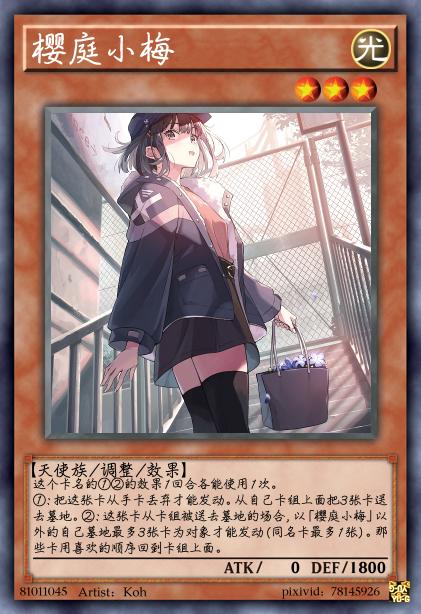 樱庭小梅
光
【天使族/调整/效果】
这个卡名的①②的效果1回合各能使用1次。
①:把这张卡从手卡丢弃才能发动。从自己卡组上面把3张卡送
去墓地。②:这张卡从卡组被送去墓地的场合,以「樱庭小梅」以
外的自己墓地最多3张卡为对象才能发动(同名卡最多1张)。那
些卡用喜欢的顺序回到卡组上面。
ATK/ 0 DEF/1800
81011045 Artist: Koh pixivid: 78145926